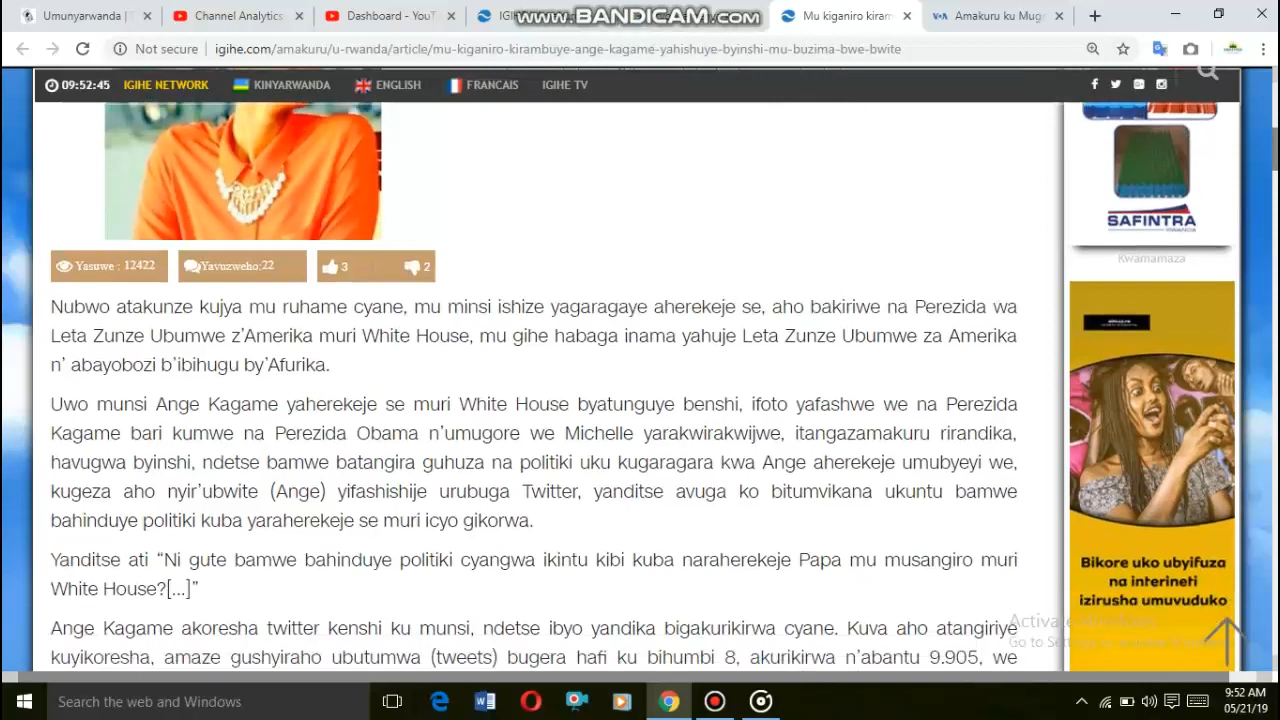 Umunyarwanda | T
Channel Analytics
Dashboard - YouT
IGIH
www.BANDICAM.com
Mu kiganiro kiram
Amakuru ku Mug
Not secure
igihe.com/amakuru/u-rwanda/article/mu-kiganiro-kirambuye-ange-kagame-yahishuye-byinshi-mu-buzima-bwe-bwite
09:52:45 IGIHE NETWORK KINYARWANDA ENGLISH FRANCAIS IGIHE TV
SAFINTRA
Kwamamaza
Yasuwe : 12422 Yavuzweho:22 3 2
Nubwo atakunze kujya mu ruhame cyane, mu minsi ishize yagaragaye aherekeje se, aho bakiriwe na Perezida wa
Leta Zunze Ubumwe z’Amerika muri White House, mu gihe habaga inama yahuje Leta Zunze Ubumwe za Amerika
n’ abayobozi b`ibihugu by’Afurika.
Uwo munsi Ange Kagame yaherekeje se muri White House byatunguye benshi, ifoto yafashwe we na Perezida
Kagame bari kumwe na Perezida Obama n’umugore we Michelle yarakwirakwijwe, itangazamakuru rirandika,
havugwa byinshi, ndetse bamwe batangira guhuza na politiki uku kugaragara kwa Ange aherekeje umubyeyi we,
kugeza aho nyir’ubwite (Ange) yifashishije urubuga Twitter, yanditse avuga ko bitumvikana ukuntu bamwe
bahinduye politiki kuba yaraherekeje se muri icyo gikorwa.
Yanditse ati “Ni gute bamwe bahinduye politiki cyangwa ikintu kibi kuba naraherekeje Papa mu musangiro muri
White House?[...]”
Ange Kagame akoresha twitter kenshi ku munsi, ndetse ibyo yandika bigakurikirwa cyane. Kuva aho atangiriye
kuyikoresha, amaze gushyiraho ubutumwa (tweets) bugera hafi ku bihumbi 8, akurikirwa n’abantu 9.905, we
Bikore uko ubyifuza
na interineti
izirusha umuvuduko
Search the web and Windows
9:52 AM
05/21/19